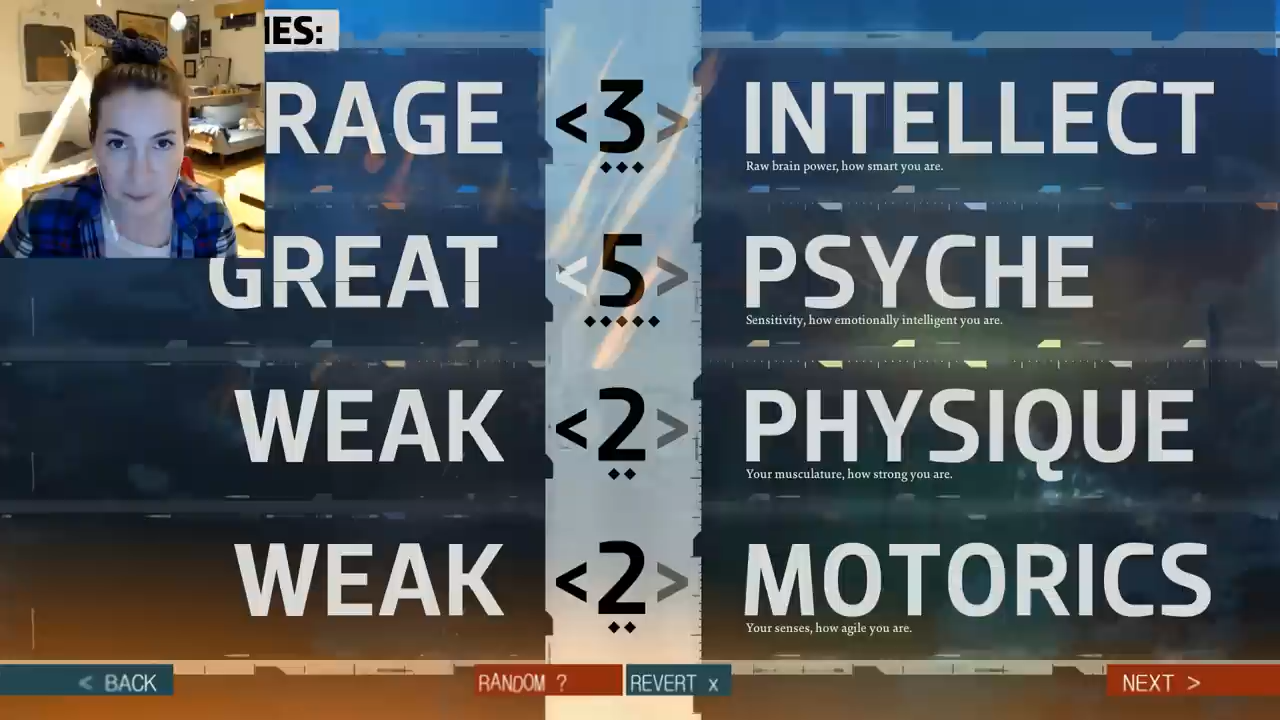 IES:
RAGE <3> INTELLECT
Raw brain power, how smart you are.
GREAT <5> PSYCHE
Sensitivity, how emotionally intelligent you are.
WEAK <2> PHYSIQUE
Your musculature, how strong you are.
WEAK <2> MOTORICS
Your senses, how agile you are.
< BACK RANDOM ? REVERT x NEXT >